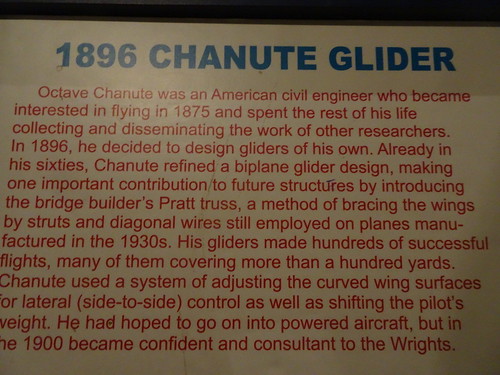 1896 CHANUTE GLIDER
Octave Chanute was an American civil engineer who became
interested in flying in 1875 and spent the rest of his life
collecting and disseminating the work of other researchers.
In 1896, he decided to design gliders of his own. Already in
his sixties, Chanute refined a biplane glider design, making
one important contribution to future structures by introducing
the bridge builder's Pratt truss, a method of bracing the wings
by struts and diagonal wires still employed on planes manu-
factured in the 1930s. His gliders made hundreds of successful
flights, many of them covering more than a hundred yards.
Chanute used a system of adjusting the curved wing surfaces
for lateral (side-to-side) control as well as shifting the pilot's
weight. He had hoped to go on into powered aircraft, but in
he 1900 became confident and consultant to the Wrights.